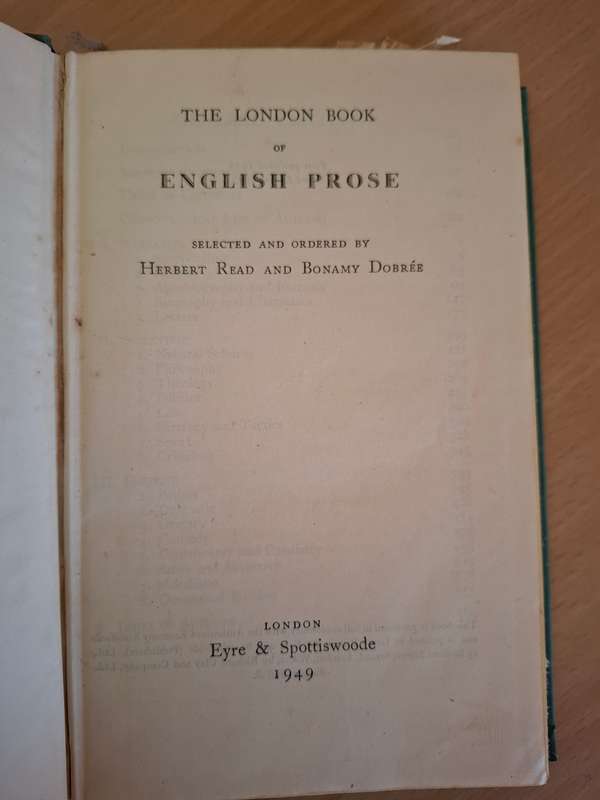 THE LONDON BOOK
OF
ENGLISH PROSE
SELECTED AND ORDERED BY
HERBERT READ AND BONAMY DOBRÉE
LONDON
Eyre & Spottiswoode
1949